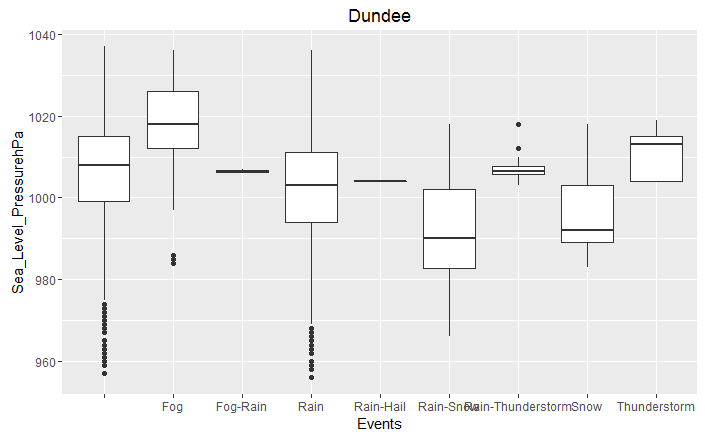 Dundee
Sea_Level_PressurehPa
1040
1020
1000
980
960
Fog Fog-Rain Rain Rain-Hail Rain-Snow Rain-Thunderstorm Snow Thunderstorm
Events